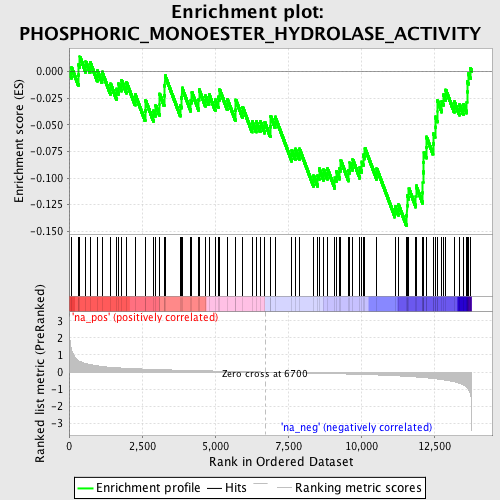 Enrichment plot:
PHOSPHORIC_MONOESTER_HYDROLASE_ACTIVITY
Enrichment score (ES)
0.000
-0.025
-0.050
-0.075
-0.100
-0.125
-0.150
'na_pos' (positively correlated)
Ranked list metric (PreRanked)
3
2
1
0
-1
-2
-3
Zero cross at 6700
'na_neg' (negatively correlated)
0
2,500
5,000
7,500
10,000
12,500
Rank in Ordered Dataset
Enrichment profile
Hits
Ranking metric scores